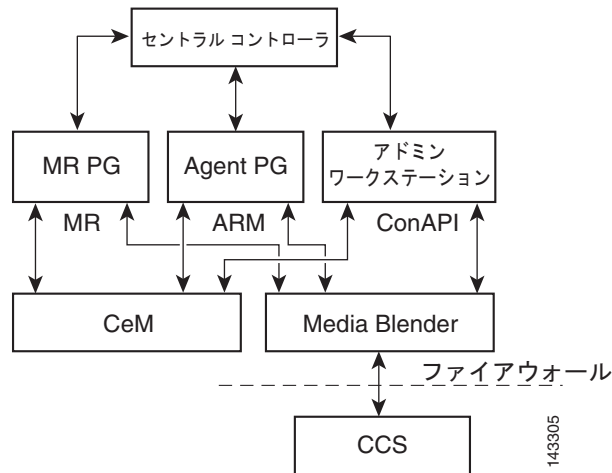 セントラル コントローラ
MR PG
Agent PG
アドミン
ワークステーション
MR
ARM
ConAPI
CeM
Media Blender
ファイアウォール
CCS
143305